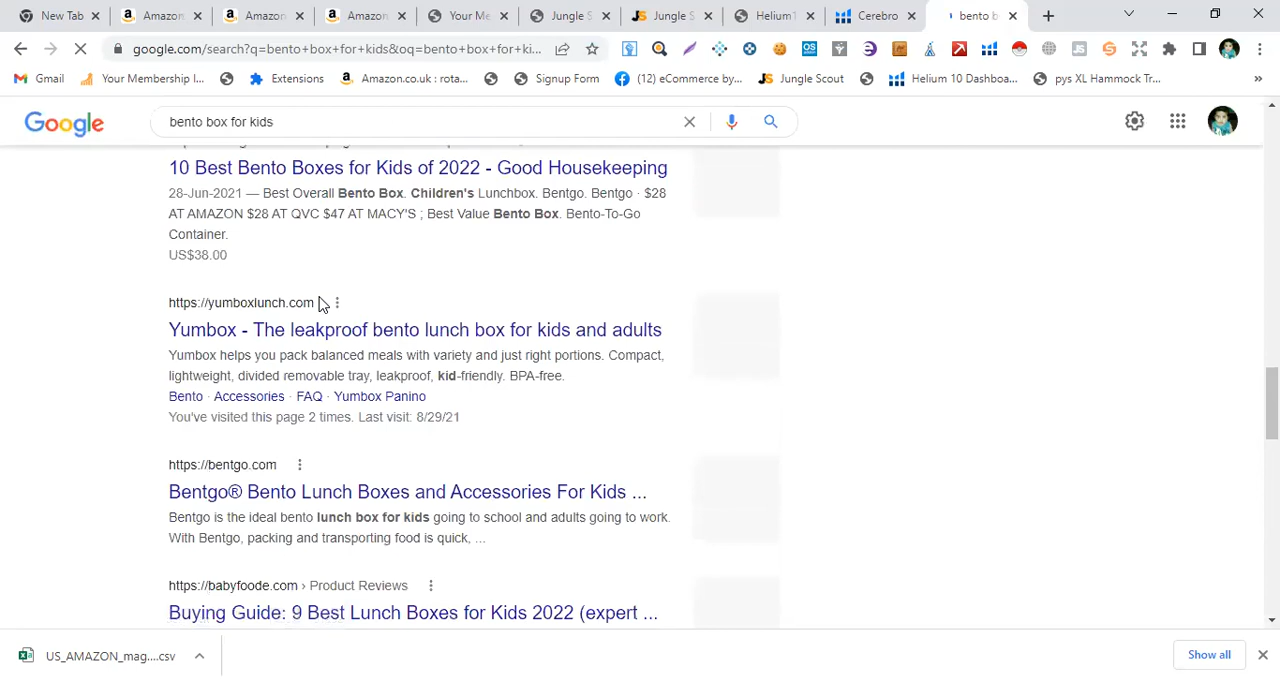 New Tab
Amazon
Amazon
Amazon
Your Me
Jungle S
Jungle S
Helium1
Cerebro
bento b
google.com/search?q=bento+box+for+kids&oq=bento+box+for+ki...
Gmail
Your Membership I...
Extensions
Amazon.co.uk : rota...
Signup Form
(12) eCommerce by...
Jungle Scout
Helium 10 Dashboa...
pys XL Hammock Tr...
Google
bento box for kids
10 Best Bento Boxes for Kids of 2022 - Good Housekeeping
28-Jun-2021 — Best Overall Bento Box. Children's Lunchbox. Bentgo. Bentgo · $28
AT AMAZON $28 AT QVC $47 AT MACY'S ; Best Value Bento Box. Bento-To-Go
Container.
US$38.00
https://yumboxlunch.com
Yumbox - The leakproof bento lunch box for kids and adults
Yumbox helps you pack balanced meals with variety and just right portions. Compact,
lightweight, divided removable tray, leakproof, kid-friendly. BPA-free.
Bento · Accessories · FAQ · Yumbox Panino
You've visited this page 2 times. Last visit: 8/29/21
https://bentgo.com
Bentgo® Bento Lunch Boxes and Accessories For Kids ...
Bentgo is the ideal bento lunch box for kids going to school and adults going to work.
With Bentgo, packing and transporting food is quick, ...
https://babyfoode.com › Product Reviews
Buying Guide: 9 Best Lunch Boxes for Kids 2022 (expert ...
US_AMAZON_mag....csv
Show all